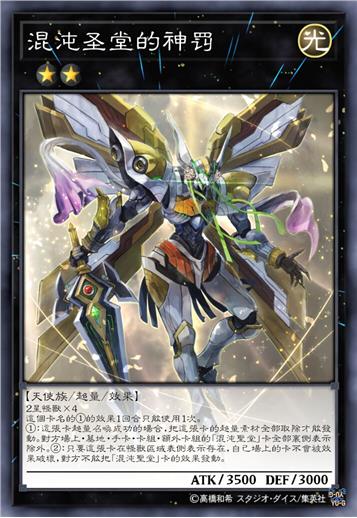 混沌圣堂的神罚
光
【天使族/超量/效果】
2星怪獸×4
這個卡名的①的效果1回合只能使用1次。
①：這張卡超量召喚成功的場合，把這張卡的超量素材全部取除才能發
動。對方場上・墓地・手卡・卡組・額外卡組的「混沌聖堂」卡全部裏側表示
除外。②：只要這張卡在怪獸區域表側表示存在，自己場上的卡不會被效
果破壞，對方不能把「混沌聖堂」卡的效果發動。
ATK/3500 DEF/3000
©高橋和希 スタジオ・ダイス/集英社